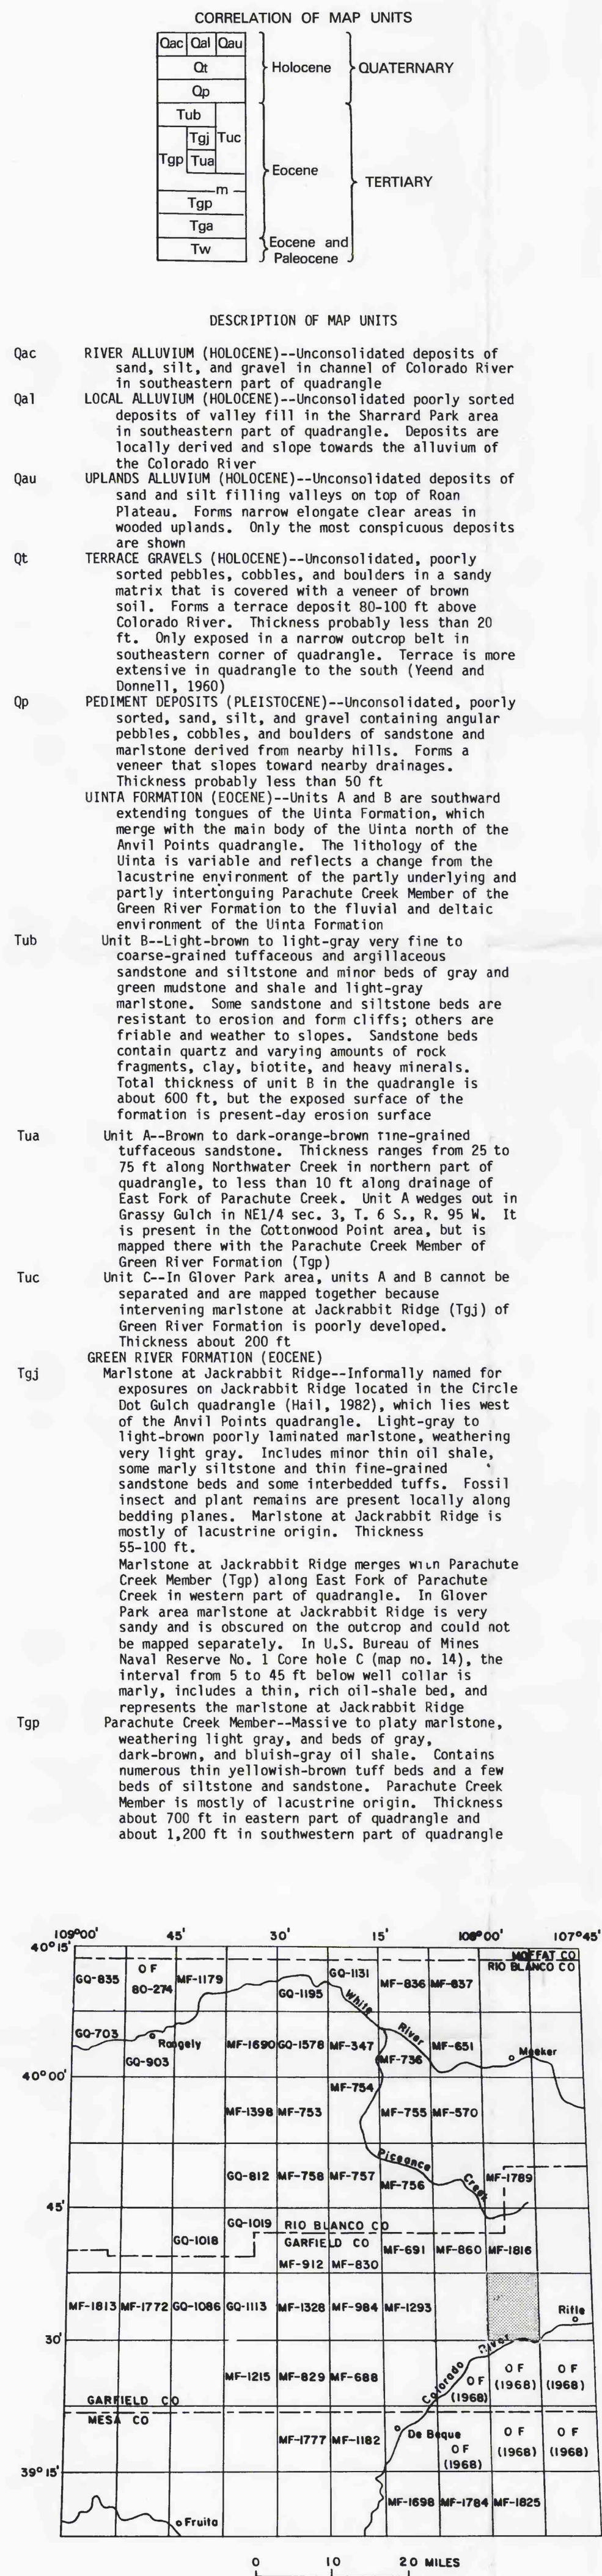 CORRELATION OF MAP UNITS
Qac Qal Qau
Qt
Holocene
QUATERNARY
Qp
Tub
Tgj Tuc
Tgp Tua
Eocene
m
TERTIARY
Tgp
Tga
Tw
Eocene and
Paleocene
DESCRIPTION OF MAP UNITS
Qac RIVER ALLUVIUM (HOLOCENE)--Unconsolidated deposits of
sand, silt, and gravel in channel of Colorado River
in southeastern part of quadrangle
Qal LOCAL ALLUVIUM (HOLOCENE)--Unconsolidated poorly sorted
deposits of valley fill in the Sharrard Park area
in southeastern part of quadrangle. Deposits are
locally derived and slope towards the alluvium of
the Colorado River
Qau UPLANDS ALLUVIUM (HOLOCENE)--Unconsolidated deposits of
sand and silt filling valleys on top of Roan
Plateau. Forms narrow elongate clear areas in
wooded uplands. Only the most conspicuous deposits
are shown
Qt TERRACE GRAVELS (HOLOCENE)--Unconsolidated, poorly
sorted pebbles, cobbles, and boulders in a sandy
matrix that is covered with a veneer of brown
soil. Forms a terrace deposit 80-100 ft above
Colorado River. Thickness probably less than 20
ft. Only exposed in a narrow outcrop belt in
southeastern corner of quadrangle. Terrace is more
extensive in quadrangle to the south (Yeend and
Donnell, 1960)
Qp PEDIMENT DEPOSITS (PLEISTOCENE)--Unconsolidated, poorly
sorted, sand, silt, and gravel containing angular
pebbles, cobbles, and boulders of sandstone and
marlstone derived from nearby hills. Forms a
veneer that slopes toward nearby drainages.
Thickness probably less than 50 ft
UINTA FORMATION (EOCENE)--Units A and B are southward
extending tongues of the Uinta Formation, which
merge with the main body of the Uinta north of the
Anvil Points quadrangle. The lithology of the
Uinta is variable and reflects a change from the
lacustrine environment of the partly underlying and
partly intertonguing Parachute Creek Member of the
Green River Formation to the fluvial and deltaic
environment of the Uinta Formation
Tub Unit B--Light-brown to light-gray very fine to
coarse-grained tuffaceous and argillaceous
sandstone and siltstone and minor beds of gray and
green mudstone and shale and light-gray
marlstone. Some sandstone and siltstone beds are
resistant to erosion and form cliffs; others are
friable and weather to slopes. Sandstone beds
contain quartz and varying amounts of rock
fragments, clay, biotite, and heavy minerals.
Total thickness of unit B in the quadrangle is
about 600 ft, but the exposed surface of the
formation is present-day erosion surface
Tua Unit A--Brown to dark-orange-brown fine-grained
tuffaceous sandstone. Thickness ranges from 25 to
75 ft along Northwater Creek in northern part of
quadrangle, to less than 10 ft along drainage of
East Fork of Parachute Creek. Unit A wedges out in
Grassy Gulch in NE1/4 sec. 3, T. 6 S., R. 95 W. It
is present in the Cottonwood Point area, but is
mapped there with the Parachute Creek Member of
Green River Formation (Tgp)
Tuc Unit C--In Glover Park area, units A and B cannot be
separated and are mapped together because
intervening marlstone at Jackrabbit Ridge (Tgj) of
Green River Formation is poorly developed.
Thickness about 200 ft
GREEN RIVER FORMATION (EOCENE)
Tgj Marlstone at Jackrabbit Ridge--Informally named for
exposures on Jackrabbit Ridge located in the Circle
Dot Gulch quadrangle (Hail, 1982), which lies west
of the Anvil Points quadrangle. Light-gray to
light-brown poorly laminated marlstone, weathering
very light gray. Includes minor thin oil shale,
some marly siltstone and thin fine-grained
sandstone beds and some interbedded tuffs. Fossil
insect and plant remains are present locally along
bedding planes. Marlstone at Jackrabbit Ridge is
mostly of lacustrine origin. Thickness
55-100 ft.
Marlstone at Jackrabbit Ridge merges with Parachute
Creek Member (Tgp) along East Fork of Parachute
Creek in western part of quadrangle. In Glover
Park area marlstone at Jackrabbit Ridge is very
sandy and is obscured on the outcrop and could not
be mapped separately. In U.S. Bureau of Mines
Naval Reserve No. 1 Core hole C (map no. 14), the
interval from 5 to 45 ft below well collar is
marly, includes a thin, rich oil-shale bed, and
represents the marlstone at Jackrabbit Ridge
Tgp Parachute Creek Member--Massive to platy marlstone,
weathering light gray, and beds of gray,
dark-brown, and bluish-gray oil shale. Contains
numerous thin yellowish-brown tuff beds and a few
beds of siltstone and sandstone. Parachute Creek
Member is mostly of lacustrine origin. Thickness
about 700 ft in eastern part of quadrangle and
about 1,200 ft in southwestern part of quadrangle
109°00' 45' 30' 15' 108°00' 107°45'
40°15'
MOFFAT CO
RIO BLANCO CO
GQ-835 OF 80-274 MF-1179 GQ-1195 GQ-1131 MF-836 MF-837
White River
GQ-703 Rangely GQ-903 MF-1690 GQ-1578 MF-347 MF-736 MF-651 Meeker
40°00'
MF-754
MF-1398 MF-753 MF-755 MF-570
Piceance Creek
GQ-812 MF-758 MF-757 MF-756 MF-1789
45'
GQ-1019 RIO BLANCO CO
GQ-1018 GARFIELD CO MF-691 MF-860 MF-1816
MF-912 MF-830
MF-1813 MF-1772 GQ-1086 GQ-1113 MF-1328 MF-984 MF-1293 Rifle
30'
Colorado River
MF-1215 MF-829 MF-688 OF (1968) OF (1968) OF (1968)
GARFIELD CO
MESA CO
MF-1777 MF-1182 De Beque OF (1968) OF (1968) OF (1968)
39°15'
MF-1698 MF-1784 MF-1825
Fruita
0 10 20 MILES